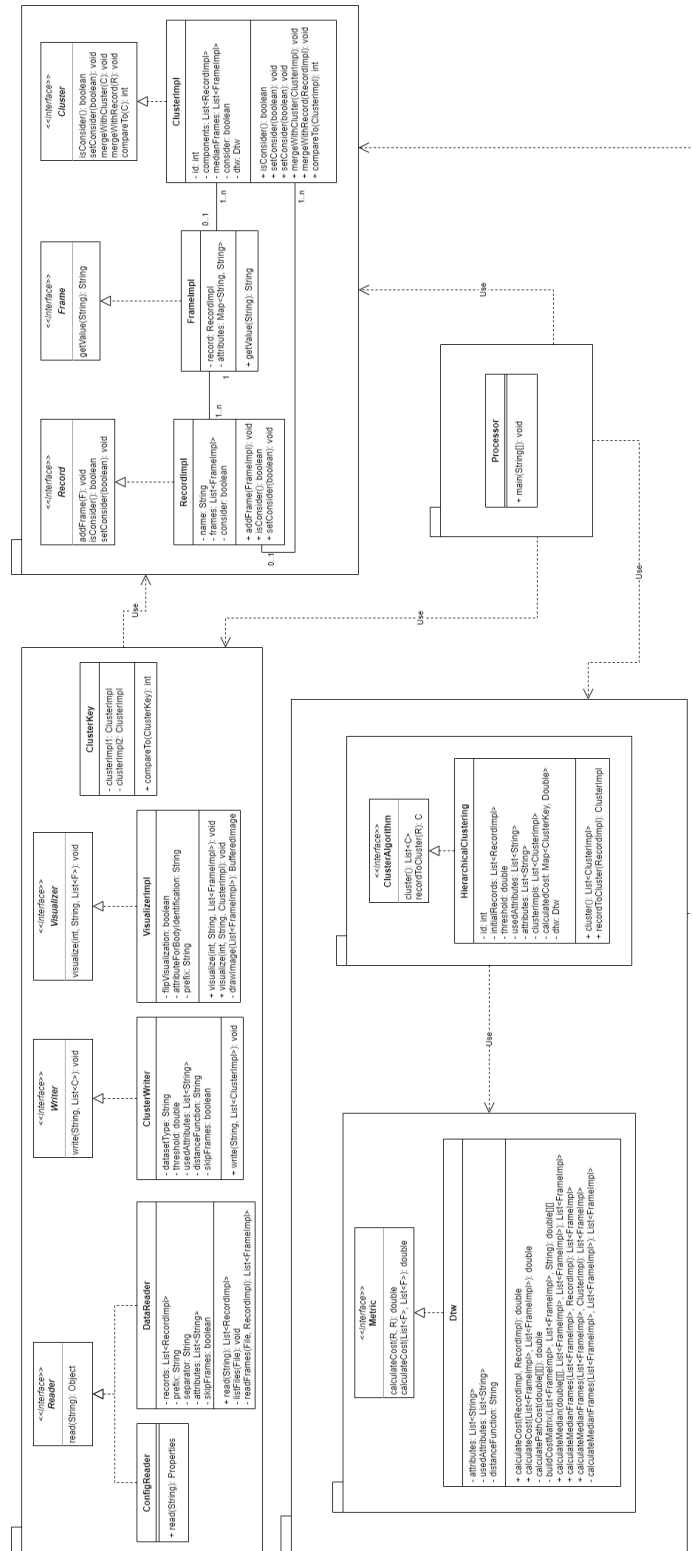 <<Interface>>
Reader
read(String): Object
ConfigReader
+ read(String): Properties
DataReader
- records: List<RecordImpl>
- prefix: String
- separator: String
- attributes: List<String>
- skipFrames: boolean
+ read(String): List<RecordImpl>
- listFiles(File): void
- readFrames(File, RecordImpl): List<FrameImpl>
<<Interface>>
Writer
write(String, List<C>): void
ClusterWriter
- datasetType: String
- threshold: double
- usedAttributes: List<String>
- distanceFunction: String
- skipFrames: boolean
+ write(String, List<ClusterImpl>): void
<<Interface>>
Visualizer
visualize(int, String, List<F>): void
VisualizerImpl
- flipVisualization: boolean
- attributeForBodyIdentification: String
- prefix: String
+ visualize(int, String, List<FrameImpl>): void
+ visualize(int, String, ClusterImpl): void
- drawImage(List<FrameImpl>): BufferedImage
ClusterKey
- clusterImpl1: ClusterImpl
- clusterImpl2: ClusterImpl
+ compareTo(ClusterKey): int
Use
<<Interface>>
Record
addFrame(F): void
isConsider(): boolean
setConsider(boolean): void
RecordImpl
- name: String
- frames: List<FrameImpl>
- consider: boolean
+ addFrame(FrameImpl): void
+ isConsider(): boolean
+ setConsider(boolean): void
0..1
1..n
1
<<Interface>>
Frame
getValue(String): String
FrameImpl
- record: RecordImpl
- attributes: Map<String, String>
+ getValue(String): String
0..1
1..n
1..n
<<Interface>>
Cluster
isConsider(): boolean
setConsider(boolean): void
mergeWithCluster(C): void
mergeWithRecord(R): void
compareTo(C): int
ClusterImpl
- id: int
- components: List<RecordImpl>
- medianFrames: List<FrameImpl>
- consider: boolean
- dtw: Dtw
+ isConsider(): boolean
+ setConsider(boolean): void
+ setConsider(boolean): void
+ mergeWithCluster(ClusterImpl): void
+ mergeWithRecord(RecordImpl): void
+ compareTo(ClusterImpl): int
<<Interface>>
Metric
calculateCost(R, R): double
calculateCost(List<F>, List<F>): double
Dtw
- attributes: List<String>
- usedAttributes: List<String>
- distanceFunction: String
+ calculateCost(RecordImpl, RecordImpl): double
+ calculateCost(List<FrameImpl>, List<FrameImpl>): double
- calculatePathCost(double[][]): double
- buildCostMatrix(List<FrameImpl>, List<FrameImpl>, String): double[][]
+ calculateMedian(double[][], List<FrameImpl>, List<FrameImpl>): List<FrameImpl>
+ calculateMedianFrames(List<FrameImpl>, RecordImpl): List<FrameImpl>
+ calculateMedianFrames(List<FrameImpl>, ClusterImpl): List<FrameImpl>
- calculateMedianFrames(List<FrameImpl>, List<FrameImpl>): List<FrameImpl>
Use
<<Interface>>
ClusterAlgorithm
cluster(): List<C>
recordToCluster(R): C
HierarchicalClustering
- id: int
- initialRecords: List<RecordImpl>
- threshold: double
- usedAttributes: List<String>
- attributes: List<String>
- clusterImpls: List<ClusterImpl>
- calculatedCost: Map<ClusterKey, Double>
- dtw: Dtw
+ cluster(): List<ClusterImpl>
+ recordToCluster(RecordImpl): ClusterImpl
Use
Use
Processor
+ main(String[]): void
Use